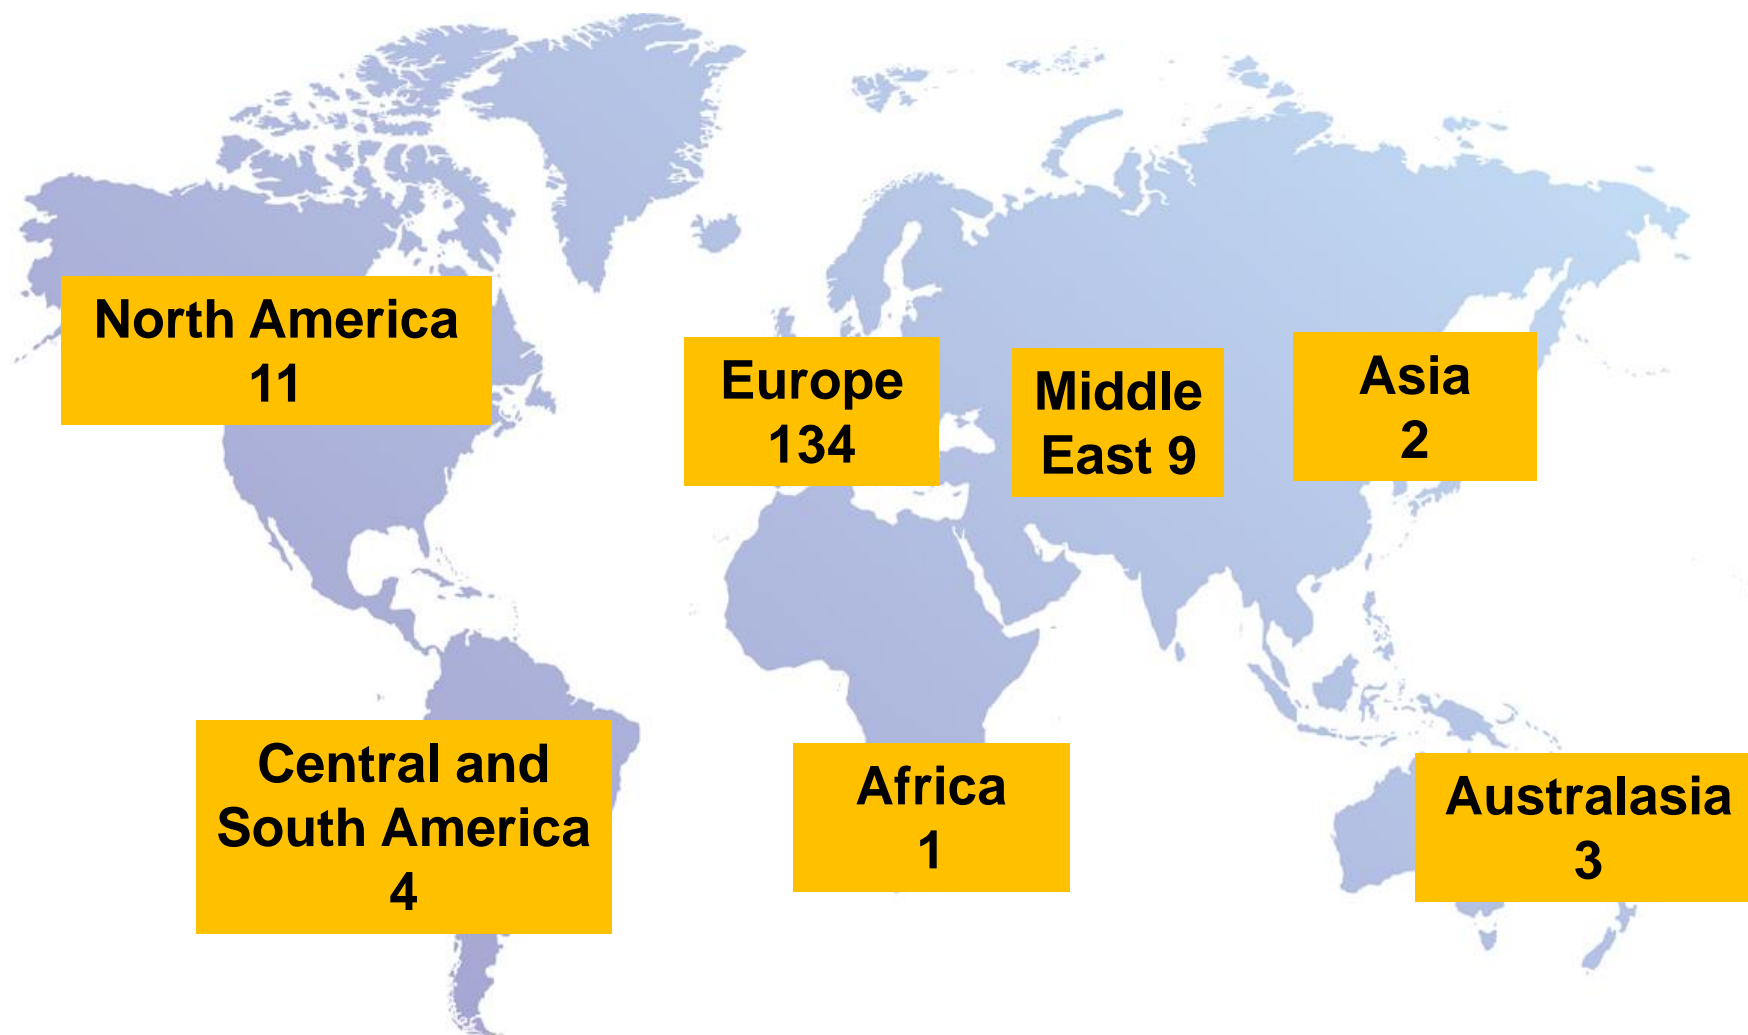 North America
11
Europe
134
Middle
East 9
Asia
2
Central and
South America
4
Africa
1
Australasia
3